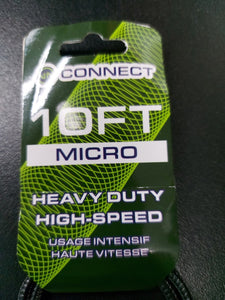 CONNECT
10FT
MICRO
HEAVY DUTY
HIGH-SPEED
USAGE INTENSIF
HAUTE VITESSE